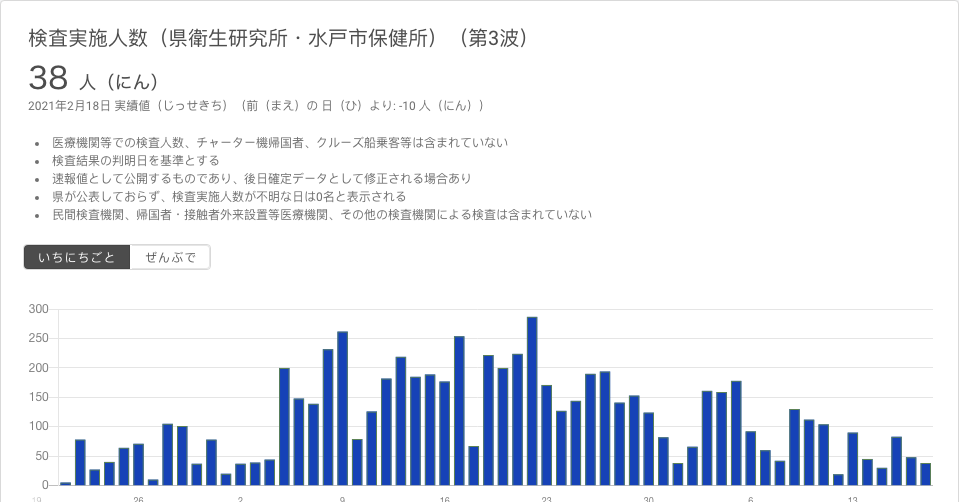 検査実施人数（県衛生研究所・水戸市保健所）（第3波）
38 人（にん）
2021年2月18日 実績値（じっせきち）（前（まえ）の 日（ひ）より: -10 人（にん））
• 医療機関等での検査人数、チャーター機帰国者、クルーズ船乗客等は含まれていない
• 検査結果の判明日を基準とする
• 速報値として公開するものであり、後日確定データとして修正される場合あり
• 県が公表しておらず、検査実施人数が不明な日は0名と表示される
• 民間検査機関、帰国者・接触者外来設置等医療機関、その他の検査機関による検査は含まれていない
いちにちごと ぜんぶで
300
250
200
150
100
50
0
19 26 2 9 16 23 30 6 13